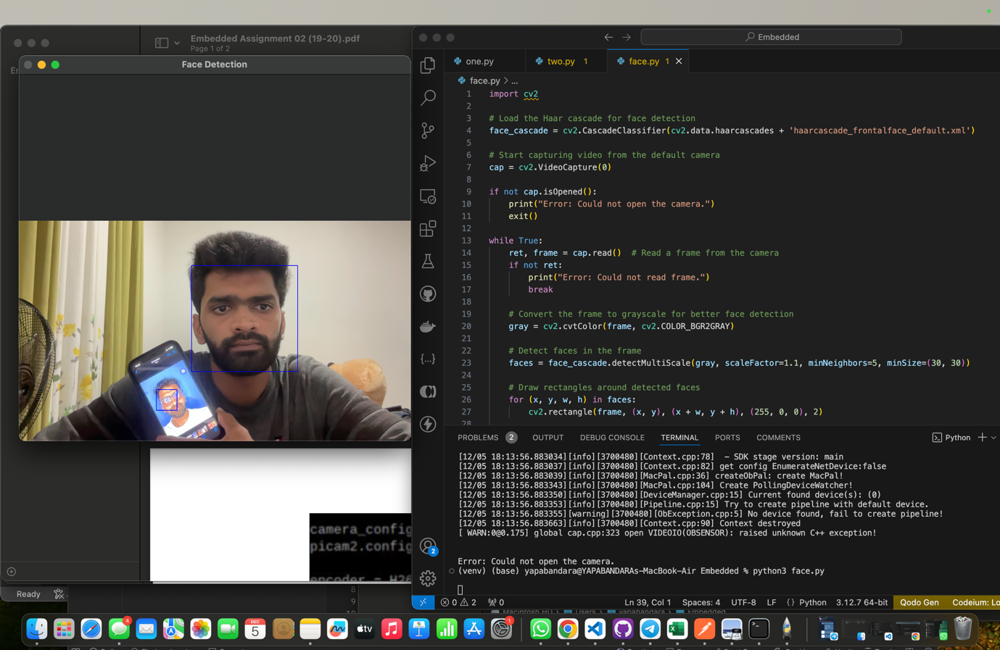 Embedded Assignment 02 (19-20).pdf
Page 1 of 2
Face Detection
camera_config
picam2.config
encoder = H26
Ready
Embedded
one.py
two.py 1
face.py 1
face.py > ...
1 import cv2
2
3 # Load the Haar cascade for face detection
4 face_cascade = cv2.CascadeClassifier(cv2.data.haarcascades + 'haarcascade_frontalface_default.xml')
5
6 # Start capturing video from the default camera
7 cap = cv2.VideoCapture(0)
8
9 if not cap.isOpened():
10 print("Error: Could not open the camera.")
11 exit()
12
13 while True:
14 ret, frame = cap.read() # Read a frame from the camera
15 if not ret:
16 print("Error: Could not read frame.")
17 break
18
19 # Convert the frame to grayscale for better face detection
20 gray = cv2.cvtColor(frame, cv2.COLOR_BGR2GRAY)
21
22 # Detect faces in the frame
23 faces = face_cascade.detectMultiScale(gray, scaleFactor=1.1, minNeighbors=5, minSize=(30, 30))
24
25 # Draw rectangles around detected faces
26 for (x, y, w, h) in faces:
27 cv2.rectangle(frame, (x, y), (x + w, y + h), (255, 0, 0), 2)
28
PROBLEMS 2 OUTPUT DEBUG CONSOLE TERMINAL PORTS COMMENTS Python
[12/05 18:13:56.883034][info][3700480][Context.cpp:78] - SDK stage version: main
[12/05 18:13:56.883037][info][3700480][Context.cpp:82] get config EnumerateNetDevice:false
[12/05 18:13:56.883039][info][3700480][MacPal.cpp:36] createObPal: create MacPal!
[12/05 18:13:56.883343][info][3700480][MacPal.cpp:104] Create PollingDeviceWatcher!
[12/05 18:13:56.883350][info][3700480][DeviceManager.cpp:15] Current found device(s): (0)
[12/05 18:13:56.883353][info][3700480][Pipeline.cpp:15] Try to create pipeline with default device.
[12/05 18:13:56.883355][warning][3700480][ObException.cpp:5] No device found, fail to create pipeline!
[12/05 18:13:56.883663][info][3700480][Context.cpp:90] Context destroyed
[ WARN:0@0.175] global cap.cpp:323 open VIDEOIO(OBSENSOR): raised unknown C++ exception!
Error: Could not open the camera.
(venv) (base) yapabandara@YAPABANDARAs-MacBook-Air Embedded % python3 face.py
2
0 2 0 Ln 39, Col 1 Spaces: 4 UTF-8 LF {} Python 3.12.7 64-bit Qodo Gen Codeium: Lo
8
9
Macintosh HD > Users > yapabandara > Embedded
4
DEC
5
tv
1